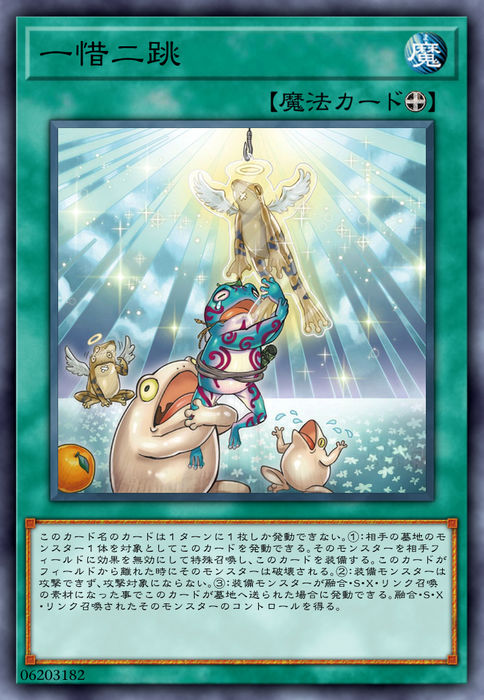 一惜二跳
魔
【魔法カード】
このカード名のカードは１ターンに１枚しか発動できない。①：相手の墓地のモ
ンスター１体を対象としてこのカードを発動できる。そのモンスターを相手フィ
ールドに効果を無効にして特殊召喚し、このカードを装備する。このカードが
フィールドから離れた時にそのモンスターは破壊される。②：装備モンスターは
攻撃できず、攻撃対象にならない。③：装備モンスターが融合・S・X・リンク召喚
の素材になった事でこのカードが墓地へ送られた場合に発動できる。融合・S・X
・リンク召喚されたそのモンスターのコントロールを得る。
06203182